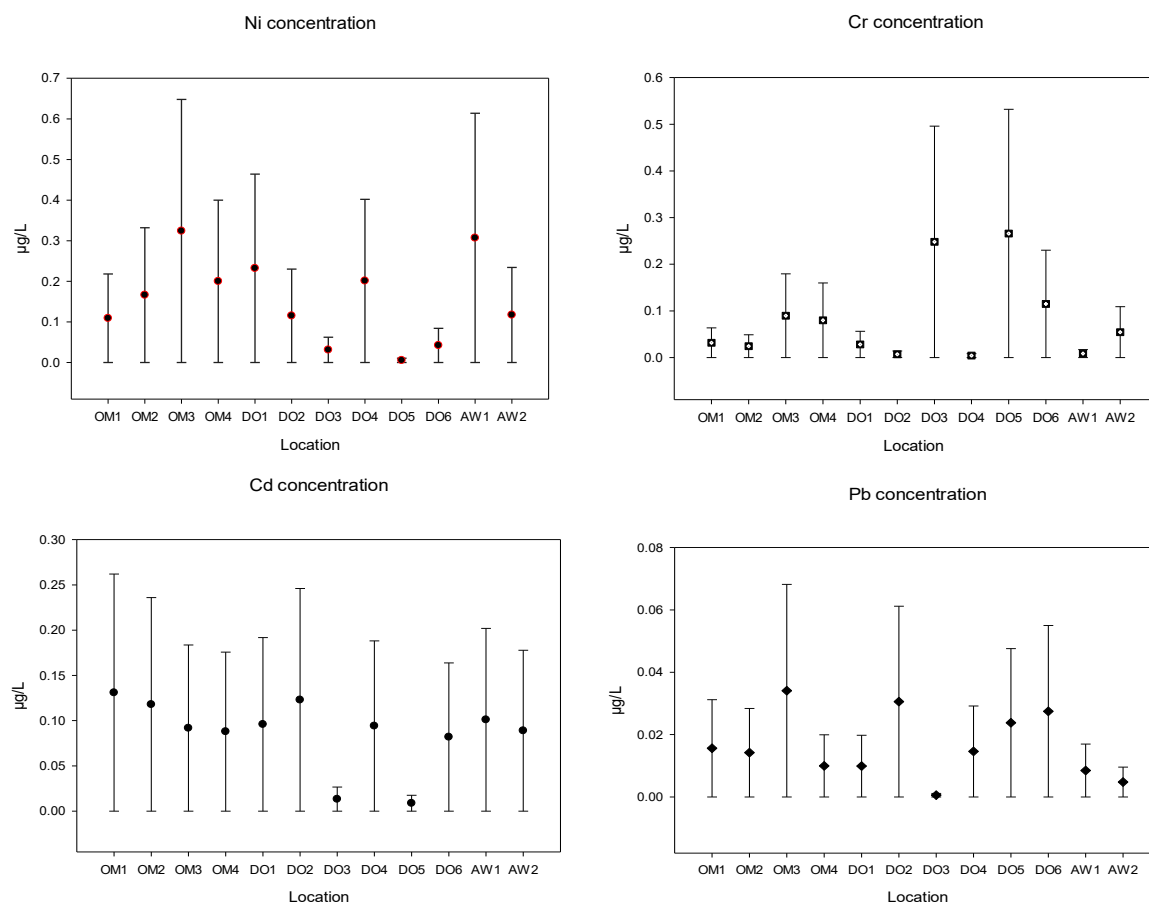 Ni concentration
0.7
0.6
0.5
0.4
0.3
0.2
0.1
0.0
µg/L
OM1 OM2 OM3 OM4 DO1 DO2 DO3 DO4 DO5 DO6 AW1 AW2
Location
Cr concentration
0.6
0.5
0.4
0.3
0.2
0.1
0.0
µg/L
OM1 OM2 OM3 OM4 DO1 DO2 DO3 DO4 DO5 DO6 AW1 AW2
Location
Cd concentration
0.30
0.25
0.20
0.15
0.10
0.05
0.00
µg/L
OM1 OM2 OM3 OM4 DO1 DO2 DO3 DO4 DO5 DO6 AW1 AW2
Location
Pb concentration
0.08
0.06
0.04
0.02
0.00
µg/L
OM1 OM2 OM3 OM4 DO1 DO2 DO3 DO4 DO5 DO6 AW1 AW2
Location